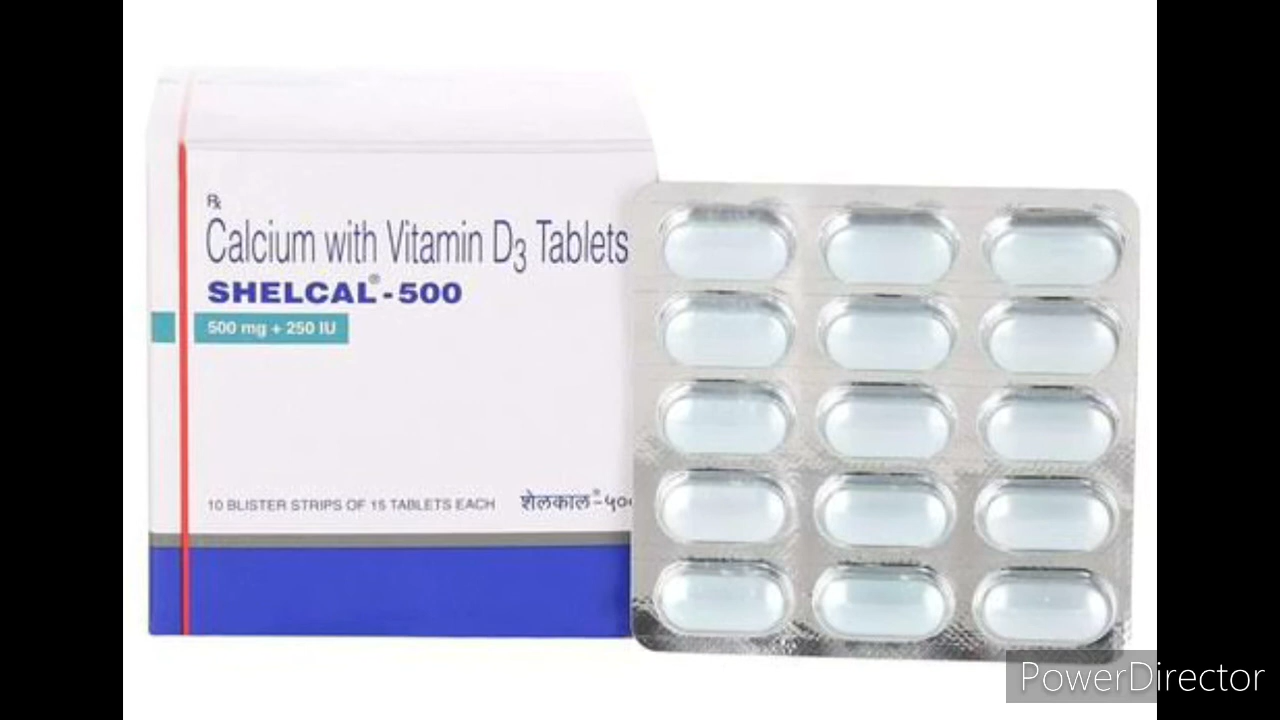 ℞
Calcium with Vitamin D3 Tablets
SHELCAL®-500
500 mg + 250 IU
10 BLISTER STRIPS OF 15 TABLETS EACH शेलकाल®-५०
PowerDirector